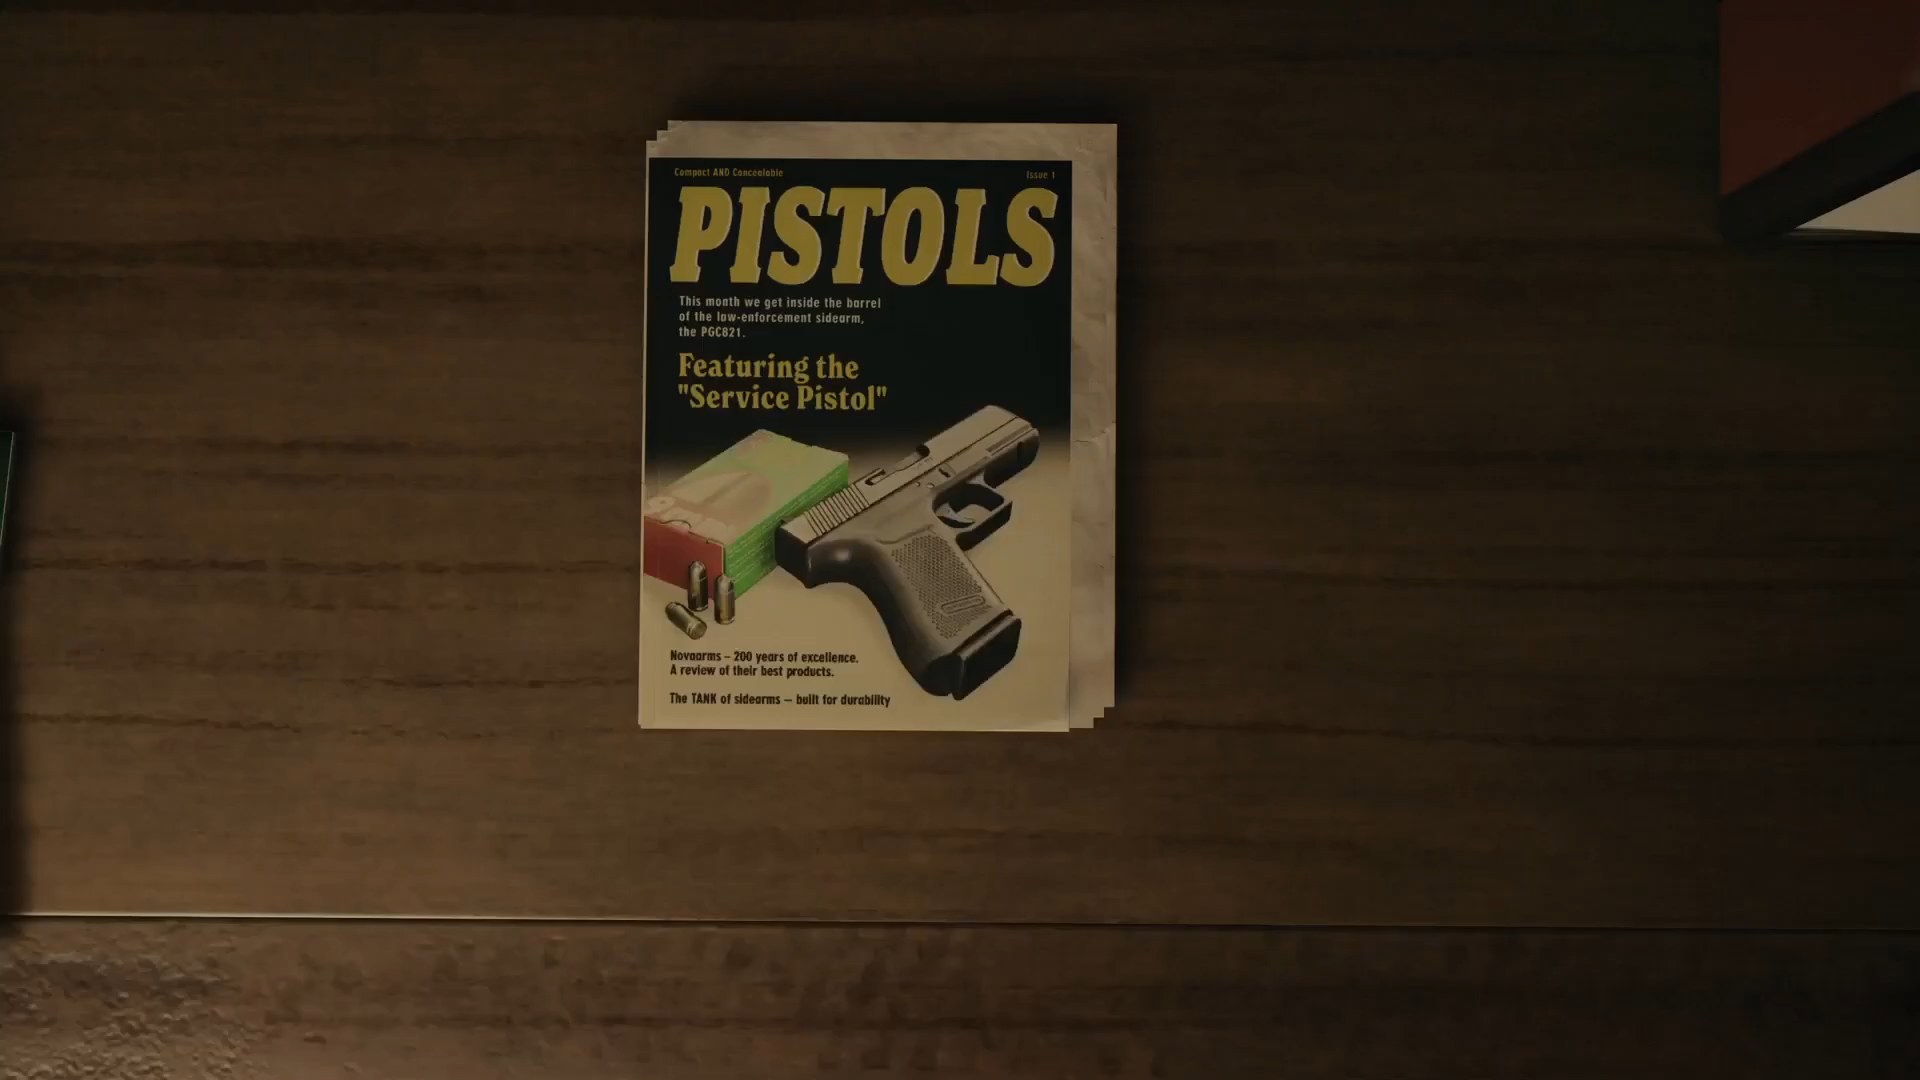 Compact AND Concealable
Issue 1
PISTOLS
This month we get inside the barrel
of the law-enforcement sidearm,
the PGC821.
Featuring the
"Service Pistol"
Novaarms – 200 years of excellence.
A review of their best products.
The TANK of sidearms – built for durability